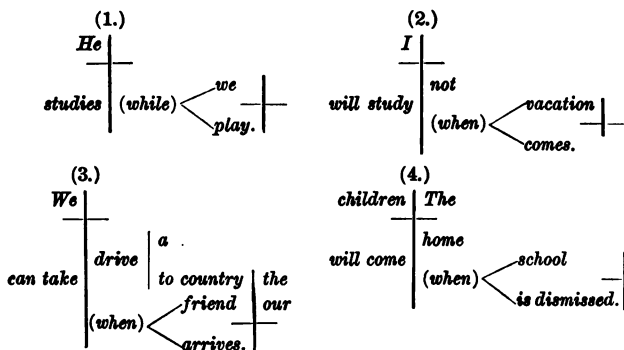 (1.)
He
studies (while) we
play.
(2.)
I
not
will study (when) vacation
comes.
(3.)
We
a
drive
can take to country the
friend our
(when)
arrives.
(4.)
children The
home
will come
(when) school
is dismissed.